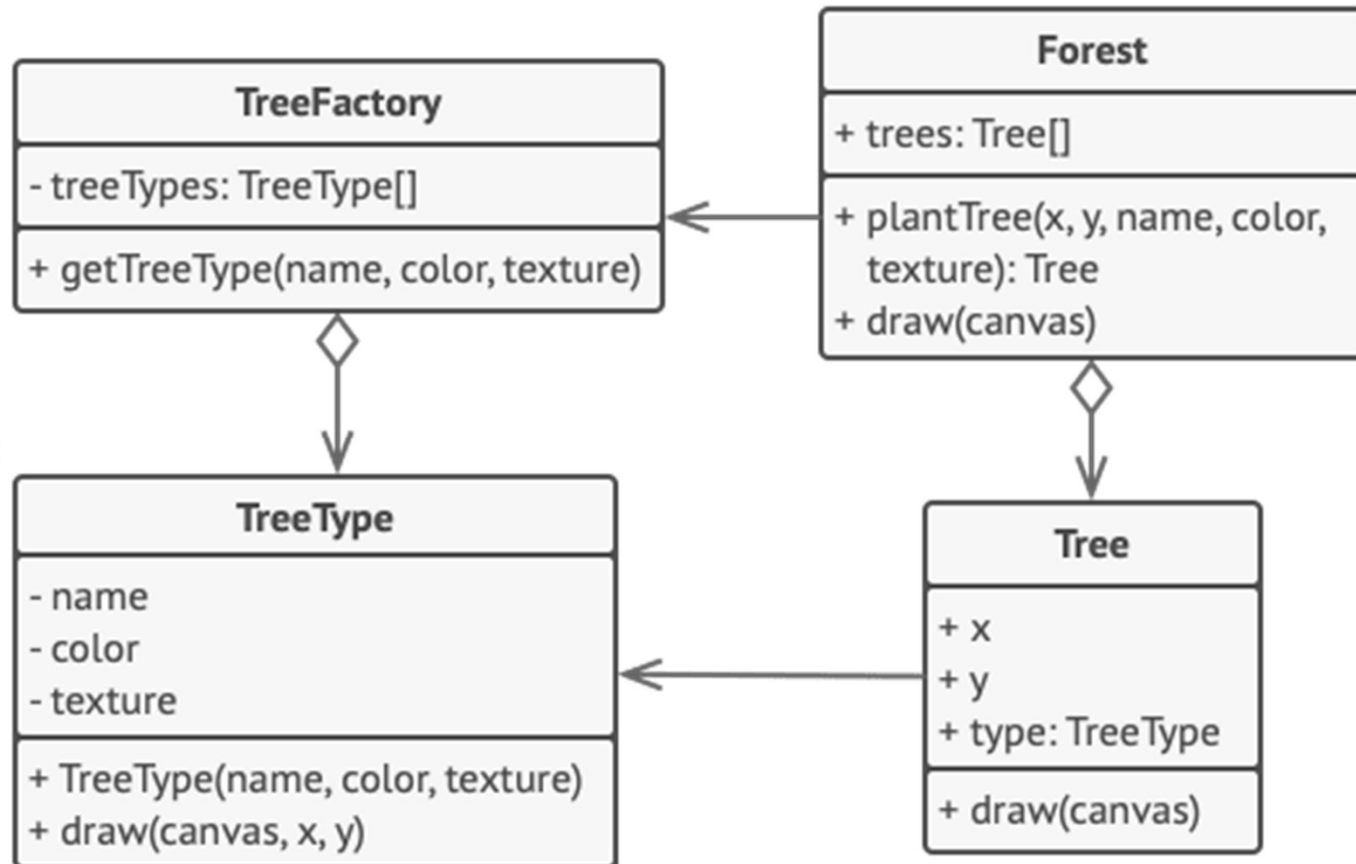 TreeFactory
- treeTypes: TreeType[]
+ getTreeType(name, color, texture)
Forest
+ trees: Tree[]
+ plantTree(x, y, name, color,
texture): Tree
+ draw(canvas)
TreeType
- name
- color
- texture
+ TreeType(name, color, texture)
+ draw(canvas, x, y)
Tree
+ x
+ y
+ type: TreeType
+ draw(canvas)